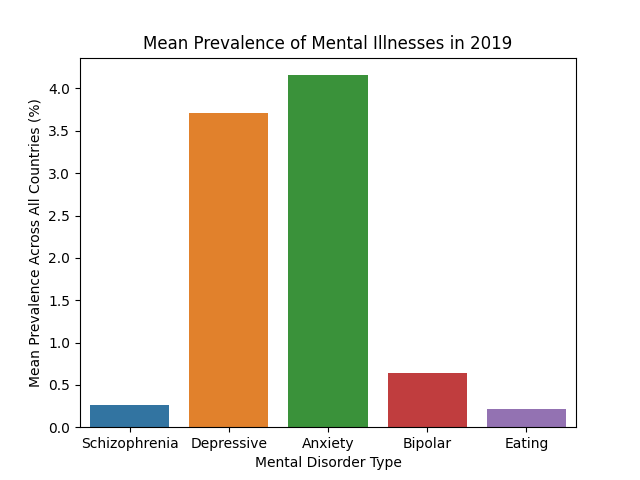 Mean Prevalence of Mental Illnesses in 2019
Mean Prevalence Across All Countries (%)
4.0
3.5
3.0
2.5
2.0
1.5
1.0
0.5
0.0
Schizophrenia Depressive Anxiety Bipolar Eating
Mental Disorder Type